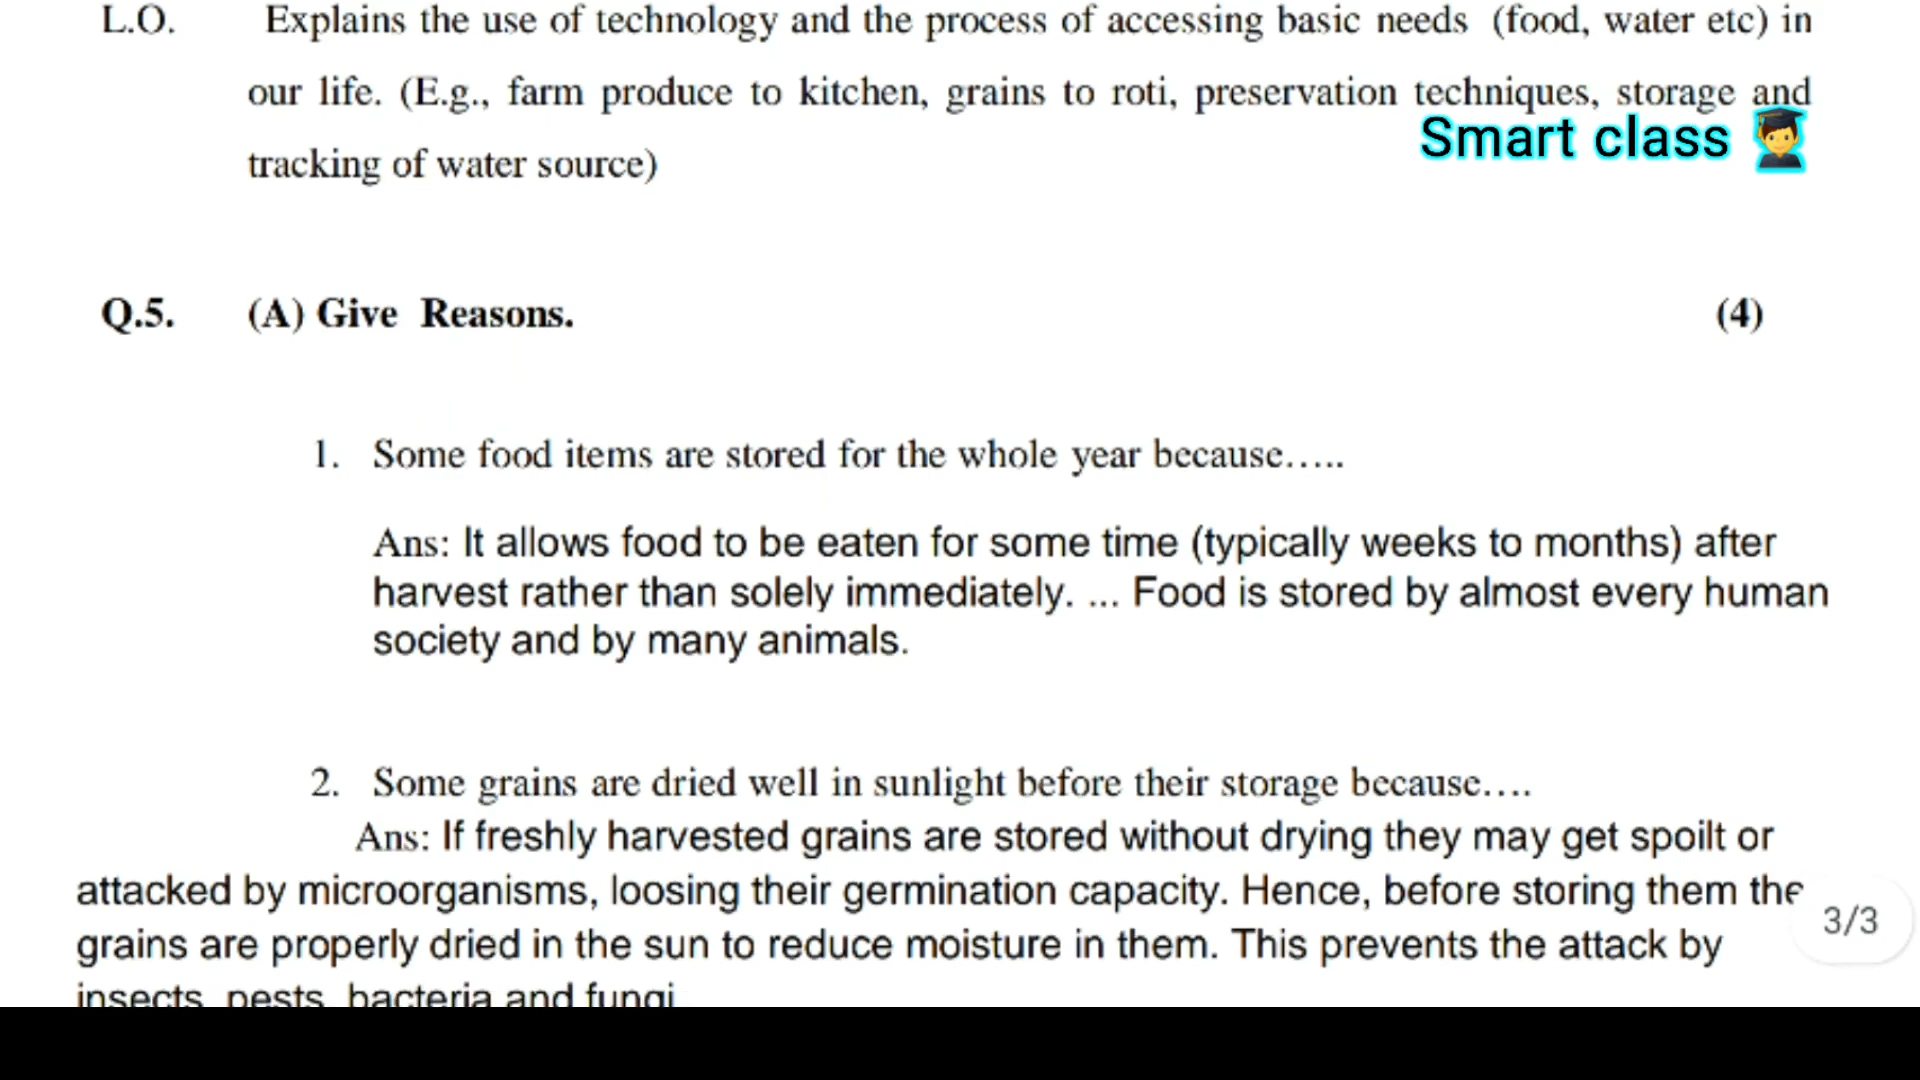 L.O. Explains the use of technology and the process of accessing basic needs (food, water etc) in
our life. (E.g., farm produce to kitchen, grains to roti, preservation techniques, storage and
Smart class
tracking of water source)
Q.5. (A) Give Reasons. (4)
1. Some food items are stored for the whole year because.....
Ans: It allows food to be eaten for some time (typically weeks to months) after
harvest rather than solely immediately. ... Food is stored by almost every human
society and by many animals.
2. Some grains are dried well in sunlight before their storage because....
Ans: If freshly harvested grains are stored without drying they may get spoilt or
attacked by microorganisms, loosing their germination capacity. Hence, before storing them the
3/3
grains are properly dried in the sun to reduce moisture in them. This prevents the attack by
insects, pests, bacteria and fungi